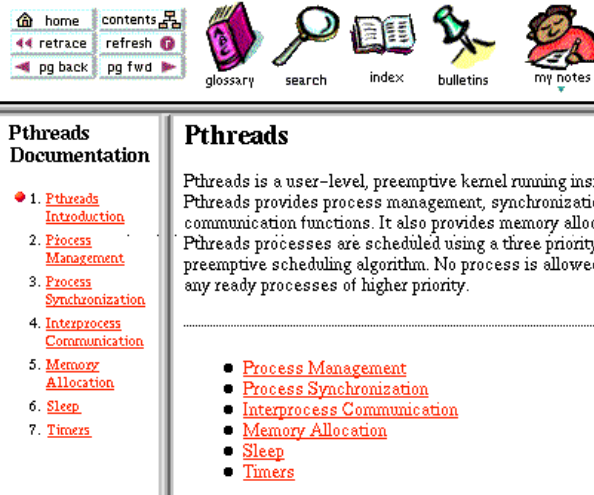 home
contents
retrace
refresh
pg back
pg fwd
glossary
search
index
bulletins
my notes
Pthreads
Documentation
1. Pthreads
Introduction
2. Process
Management
3. Process
Synchronization
4. Interprocess
Communication
5. Memory
Allocation
6. Sleep
7. Timers
Pthreads
Pthreads is a user-level, preemptive kernel running ins
Pthreads provides process management, synchronizati
communication functions. It also provides memory alloc
Pthreads processes are scheduled using a three priority
preemptive scheduling algorithm. No process is allowed
any ready processes of higher priority.
Process Management
Process Synchronization
Interprocess Communication
Memory Allocation
Sleep
Timers